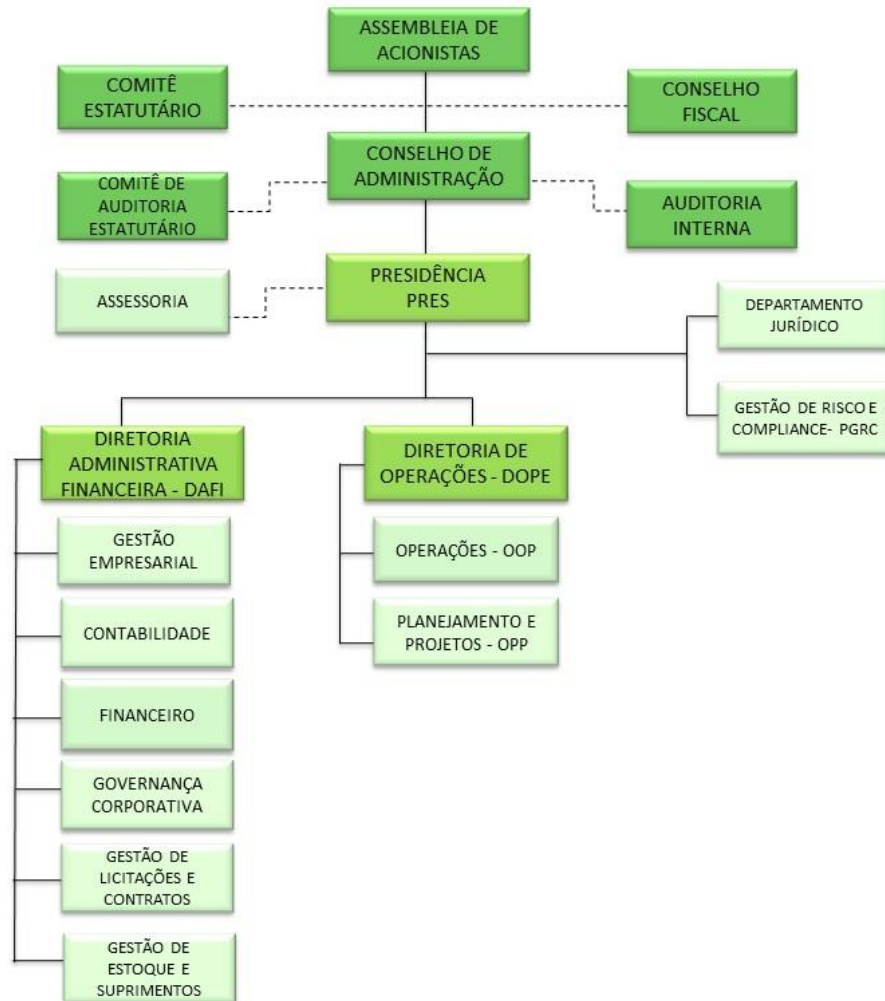 ASSEMBLEIA DE
ACIONISTAS
COMITÊ
ESTATUTÁRIO
CONSELHO
FISCAL
CONSELHO DE
ADMINISTRAÇÃO
COMITÊ DE
AUDITORIA
ESTATUTÁRIO
AUDITORIA
INTERNA
PRESIDÊNCIA
PRES
ASSESSORIA
DEPARTAMENTO
JURÍDICO
GESTÃO DE RISCO E
COMPLIANCE- PGRC
DIRETORIA
ADMINISTRATIVA
FINANCEIRA - DAFI
DIRETORIA DE
OPERAÇÕES - DOPE
GESTÃO
EMPRESARIAL
CONTABILIDADE
FINANCEIRO
GOVERNANÇA
CORPORATIVA
GESTÃO DE
LICITAÇÕES E
CONTRATOS
GESTÃO DE
ESTOQUE E
SUPRIMENTOS
OPERAÇÕES - OOP
PLANEJAMENTO E
PROJETOS - OPP